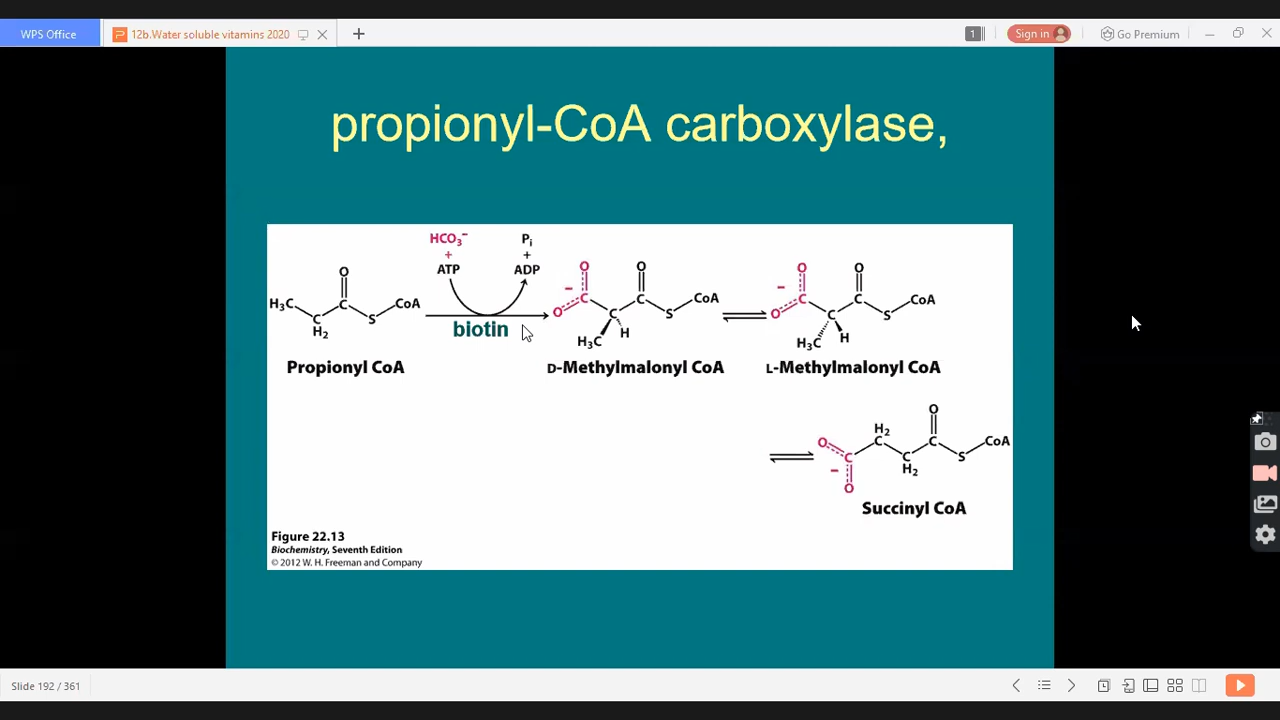 WPS Office
12b.Water soluble vitamins 2020
1
Sign in
Go Premium
propionyl-CoA carboxylase,
HCO₃⁻
+
ATP
Pᵢ
+
ADP
O
H₃C
C
H₂
C
S
CoA
biotin
O
–
O
C
O
C
C
H
H₃C
S
CoA
O
–
O
C
O
C
C
H
H₃C
S
CoA
Propionyl CoA
D-Methylmalonyl CoA
L-Methylmalonyl CoA
O
O
–
C
O
H₂
C
C
H₂
C
S
CoA
Succinyl CoA
Figure 22.13
Biochemistry, Seventh Edition
© 2012 W. H. Freeman and Company
Slide 192 / 361